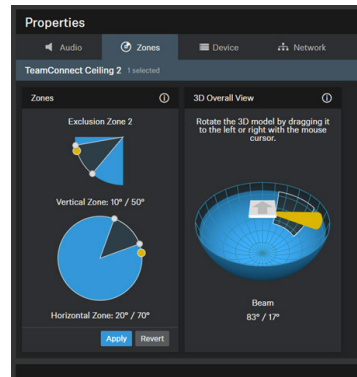 Properties
Audio
Zones
Device
Network
TeamConnect Ceiling 2 1 selected
Zones
Exclusion Zone 2
Vertical Zone: 10° / 50°
Horizontal Zone: 20° / 70°
Apply
Revert
3D Overall View
Rotate the 3D model by dragging it
to the left or right with the mouse
cursor.
Beam
83° / 17°